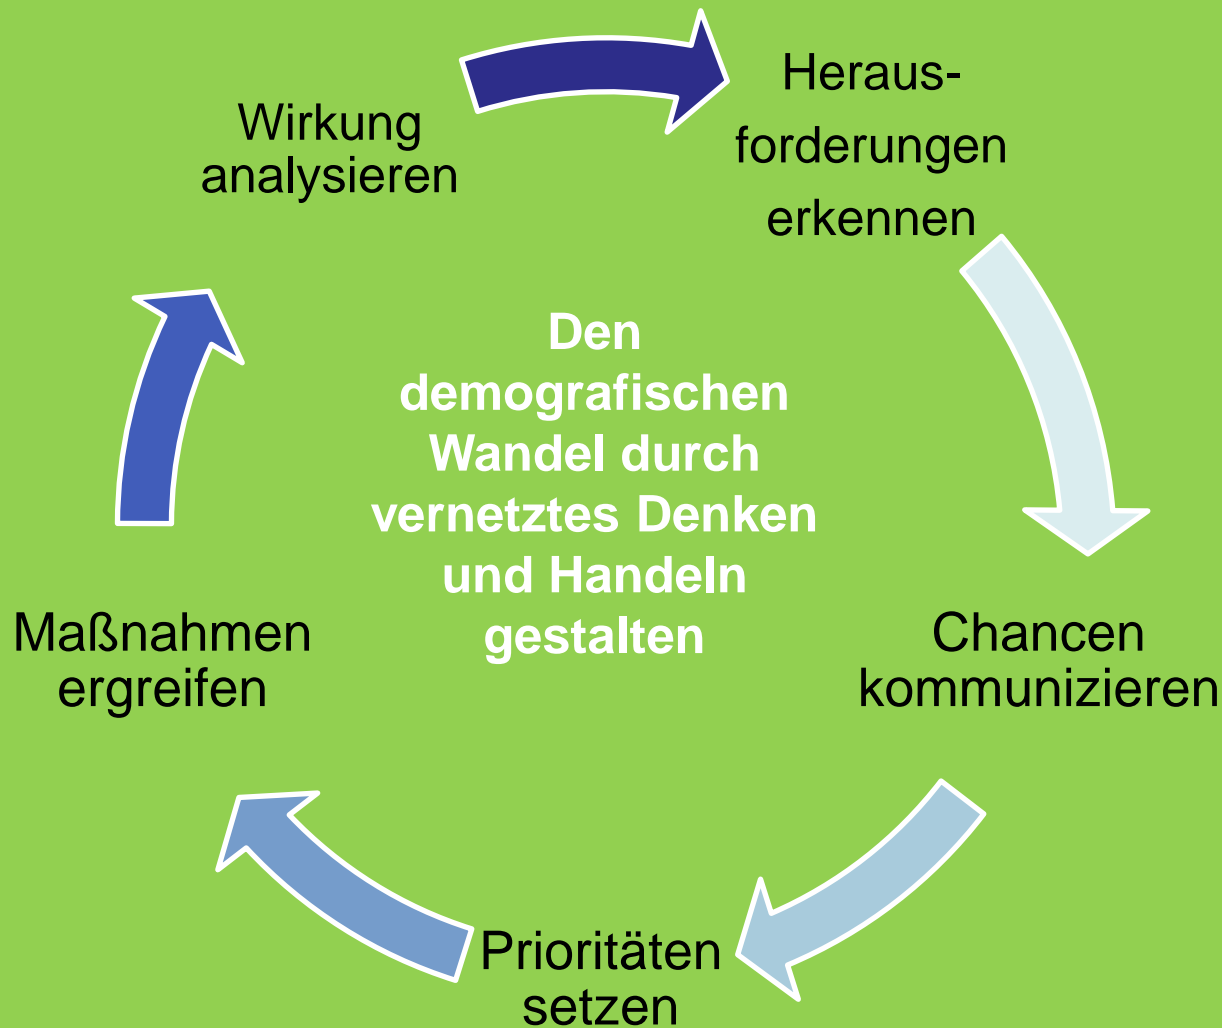 Heraus-
forderungen
erkennen
Chancen
kommunizieren
Prioritäten
setzen
Maßnahmen
ergreifen
Wirkung
analysieren
Den
demografischen
Wandel durch
vernetztes Denken
und Handeln
gestalten